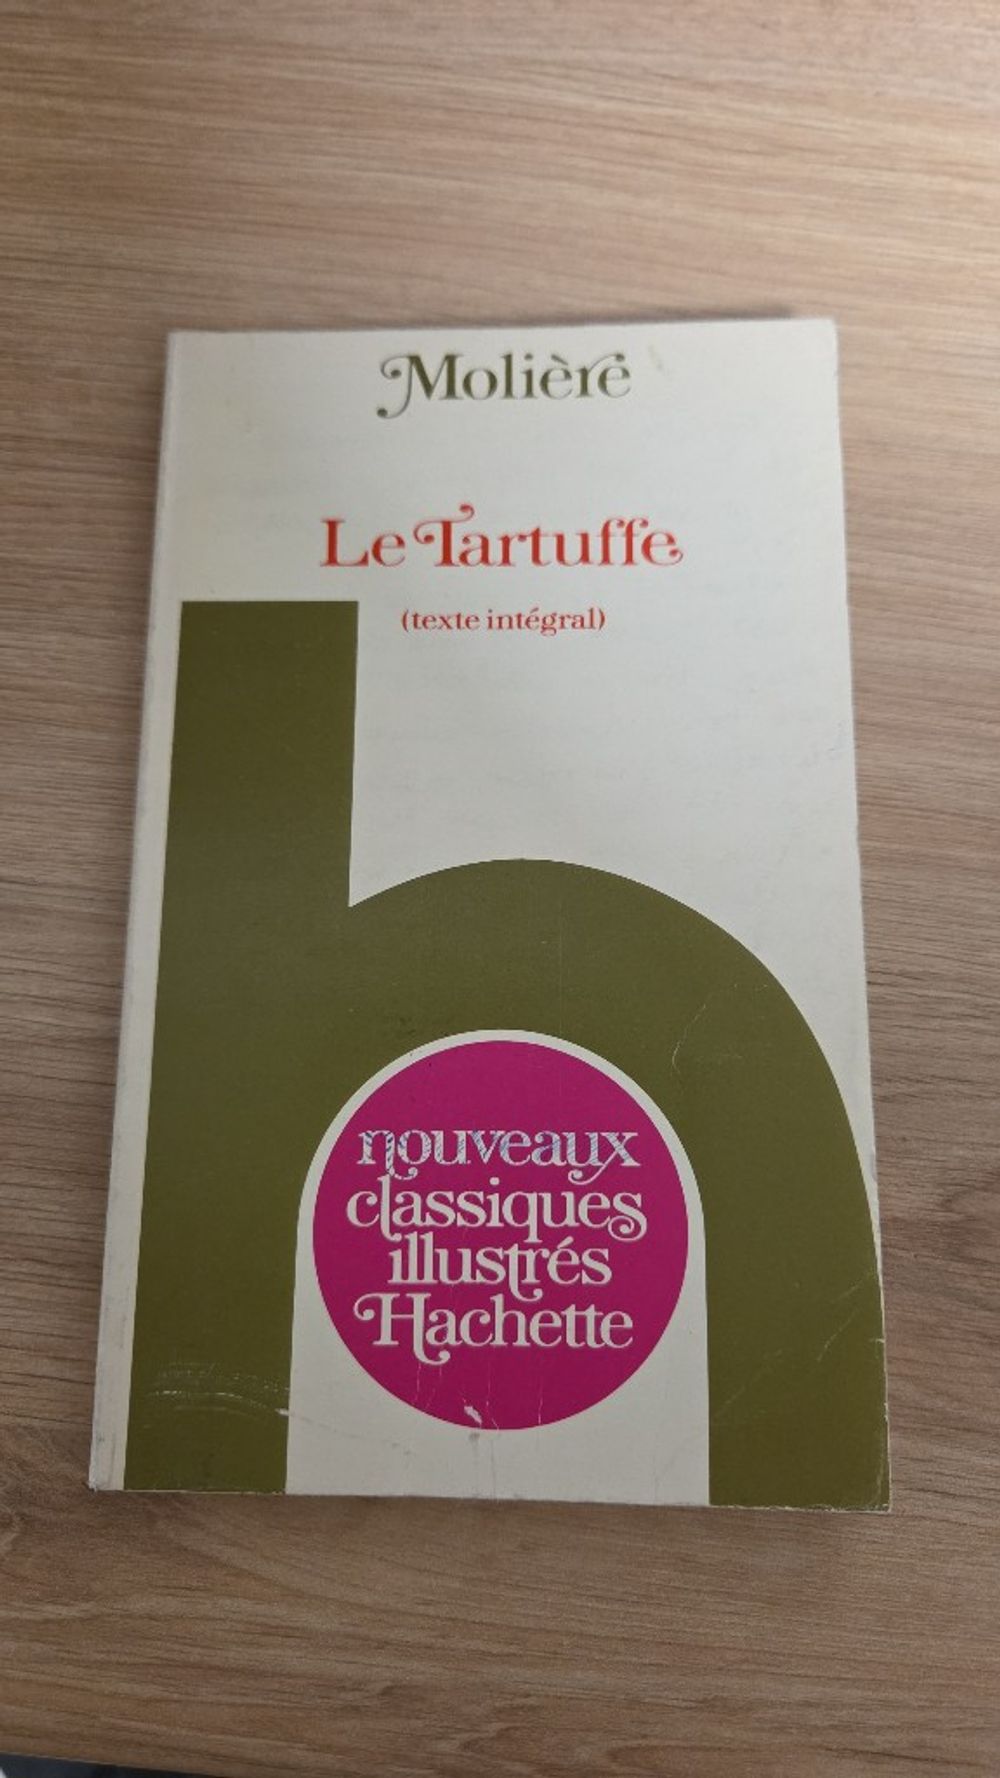 Molière
Le Tartuffe
(texte intégral)
h
nouveaux
classiques
illustrés
Hachette